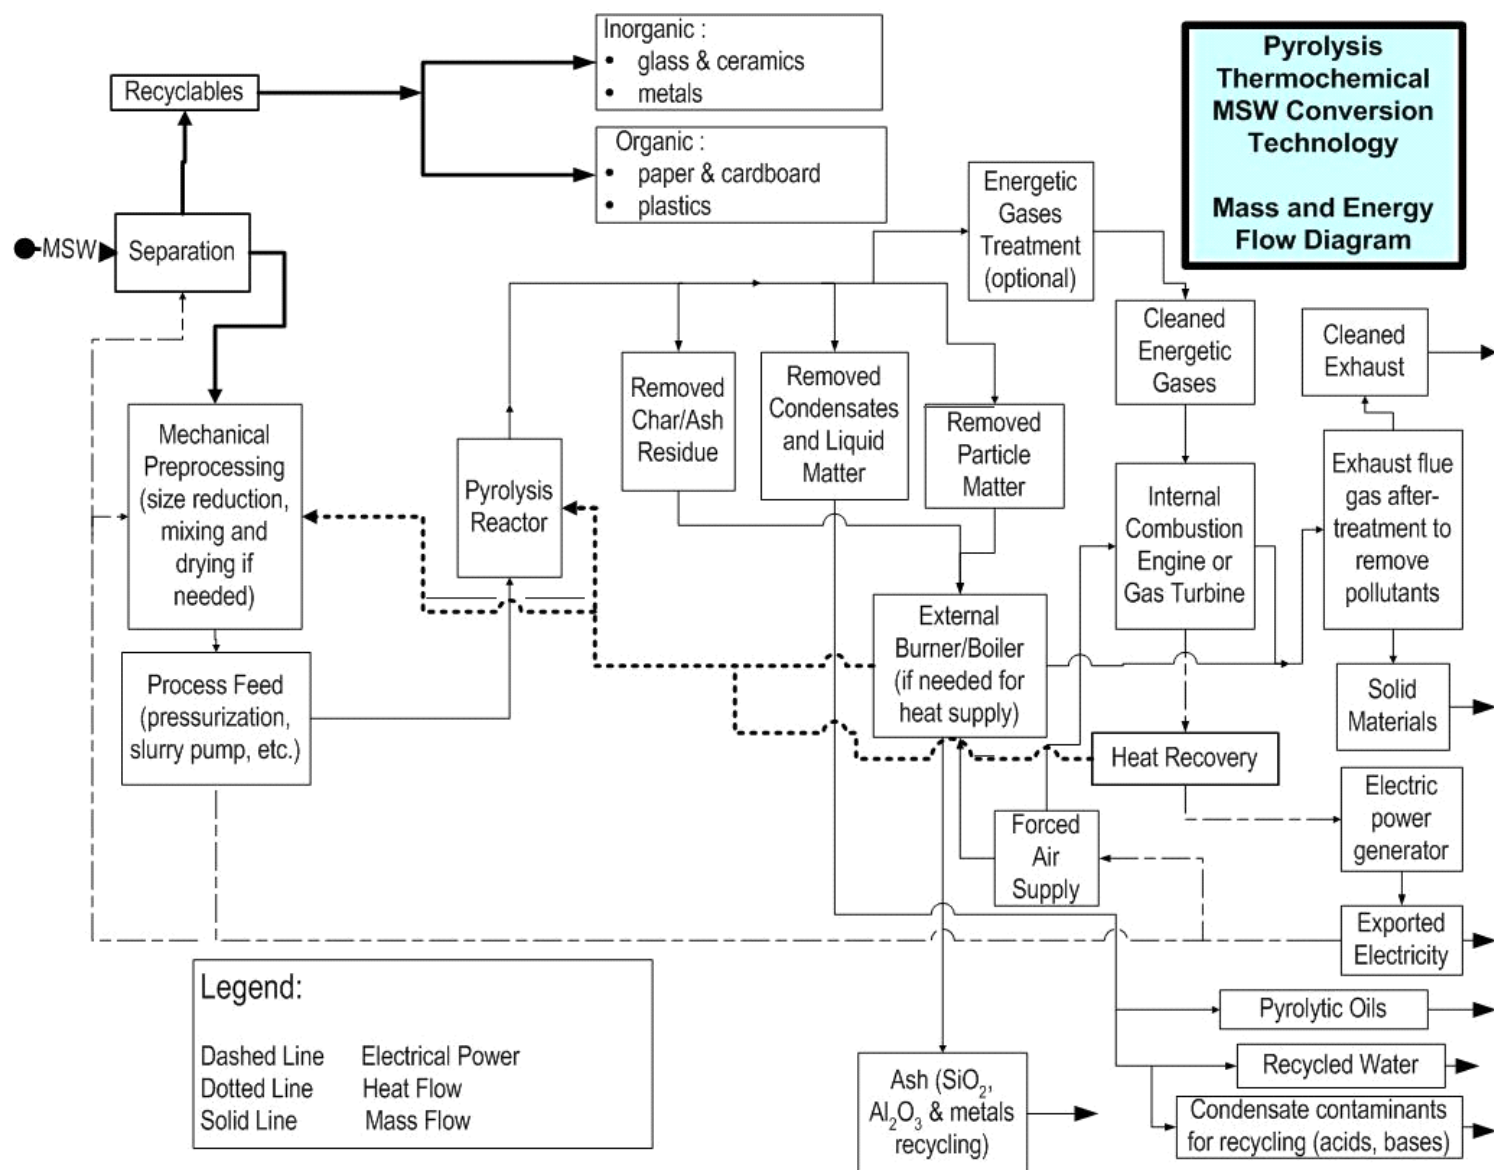 Inorganic :
• glass & ceramics
• metals
Pyrolysis
Thermochemical
MSW Conversion
Technology
Mass and Energy
Flow Diagram
Recyclables
Organic :
• paper & cardboard
• plastics
Energetic
Gases
Treatment
(optional)
MSW
Separation
Cleaned
Energetic
Gases
Cleaned
Exhaust
Removed
Char/Ash
Residue
Removed
Condensates
and Liquid
Matter
Removed
Particle
Matter
Mechanical
Preprocessing
(size reduction,
mixing and
drying if
needed)
Pyrolysis
Reactor
Internal
Combustion
Engine or
Gas Turbine
Exhaust flue
gas after-
treatment to
remove
pollutants
External
Burner/Boiler
(if needed for
heat supply)
Process Feed
(pressurization,
slurry pump, etc.)
Solid
Materials
Heat Recovery
Electric
power
generator
Forced
Air
Supply
Exported
Electricity
Legend:
Dashed Line Electrical Power
Dotted Line Heat Flow
Solid Line Mass Flow
Pyrolytic Oils
Recycled Water
Ash (SiO₂,
Al₂O₃ & metals
recycling)
Condensate contaminants
for recycling (acids, bases)